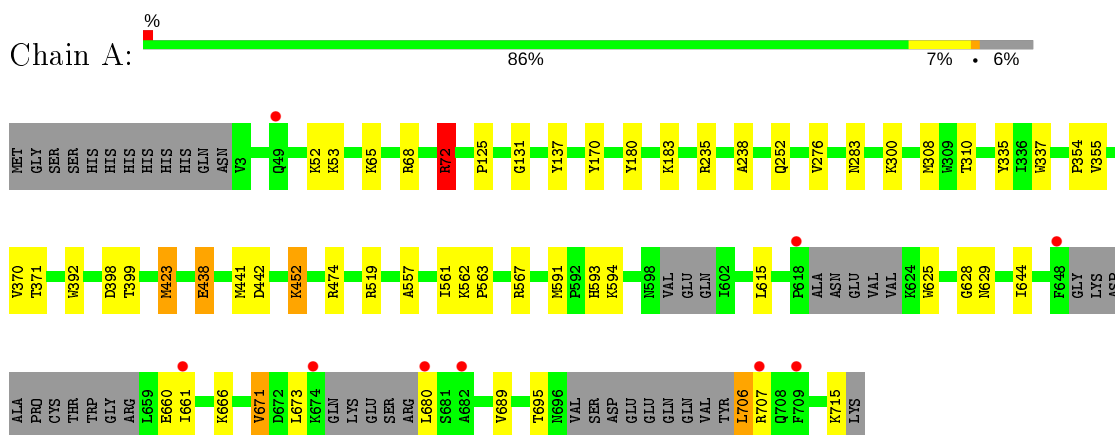 %
Chain A:
86% 7% • 6%
MET GLY SER SER HIS HIS HIS HIS HIS HIS GLN ASN V3 Q49 K52 K53 K65 R68 R72 P125 G131 Y137 Y170 Y180 K183 R235 A238 Q252 V276 N283 K300 M308 W309 T310 Y335 I336 W337 P354 V355
V370 T371 W392 D398 T399 M423 E438 M441 D442 K452 R474 R519 A557 I561 K562 P563 R567 M591 P592 H593 K594 N598 VAL GLU GLN I602 L615 P618 ALA ASN GLU VAL VAL K624 W625 G628 N629 I644 F648 GLY LYS ASP
ALA PRO CYS THR TRP GLY ARG L659 E660 I661 K666 V671 D672 L673 K674 GLN LYS GLU SER ARG L680 S681 A682 V689 T695 N696 VAL SER ASP GLU GLU GLN GLN VAL TYR L706 R707 Q708 F709 K715 LYS